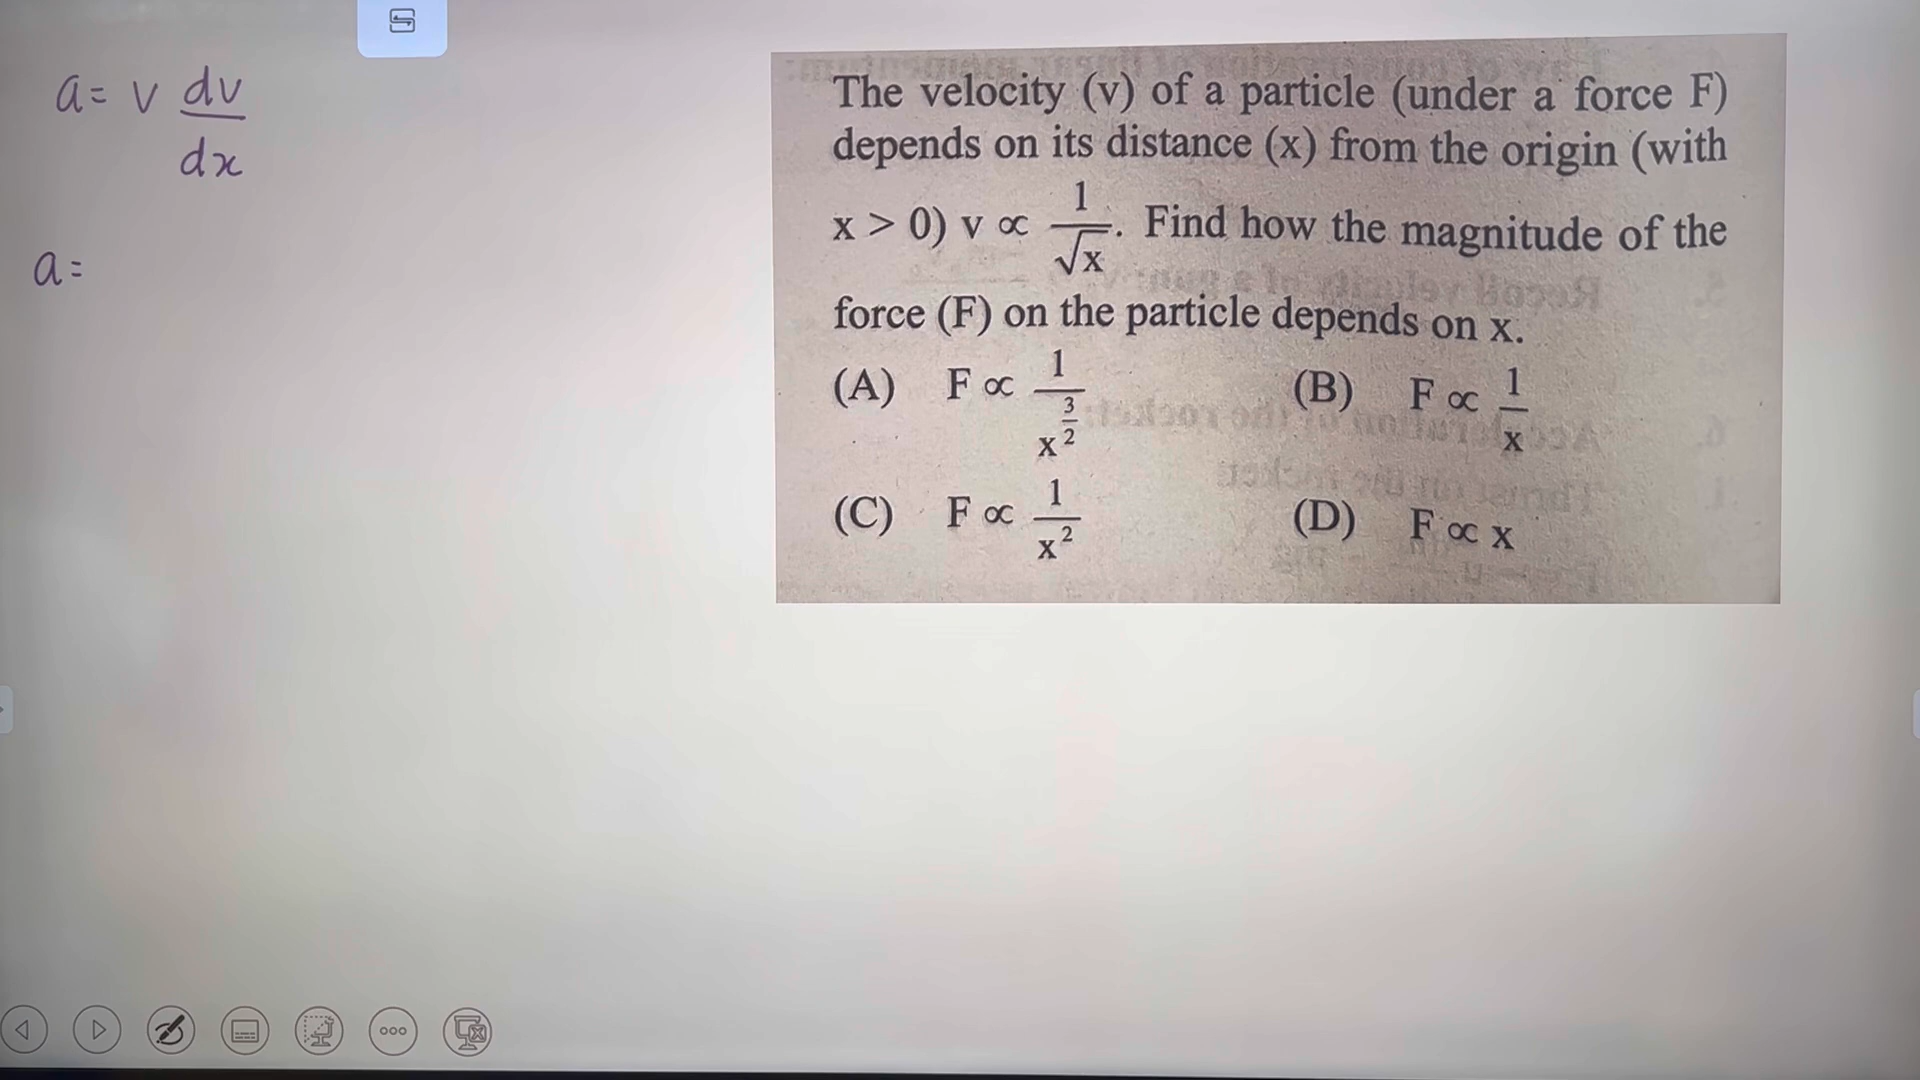 a = v dv/dx
a =
The velocity (v) of a particle (under a force F)
depends on its distance (x) from the origin (with
x > 0) v ∝ 1/√x. Find how the magnitude of the
force (F) on the particle depends on x.
(A) F ∝ 1/x^(3/2) (B) F ∝ 1/x
(C) F ∝ 1/x^2 (D) F ∝ x